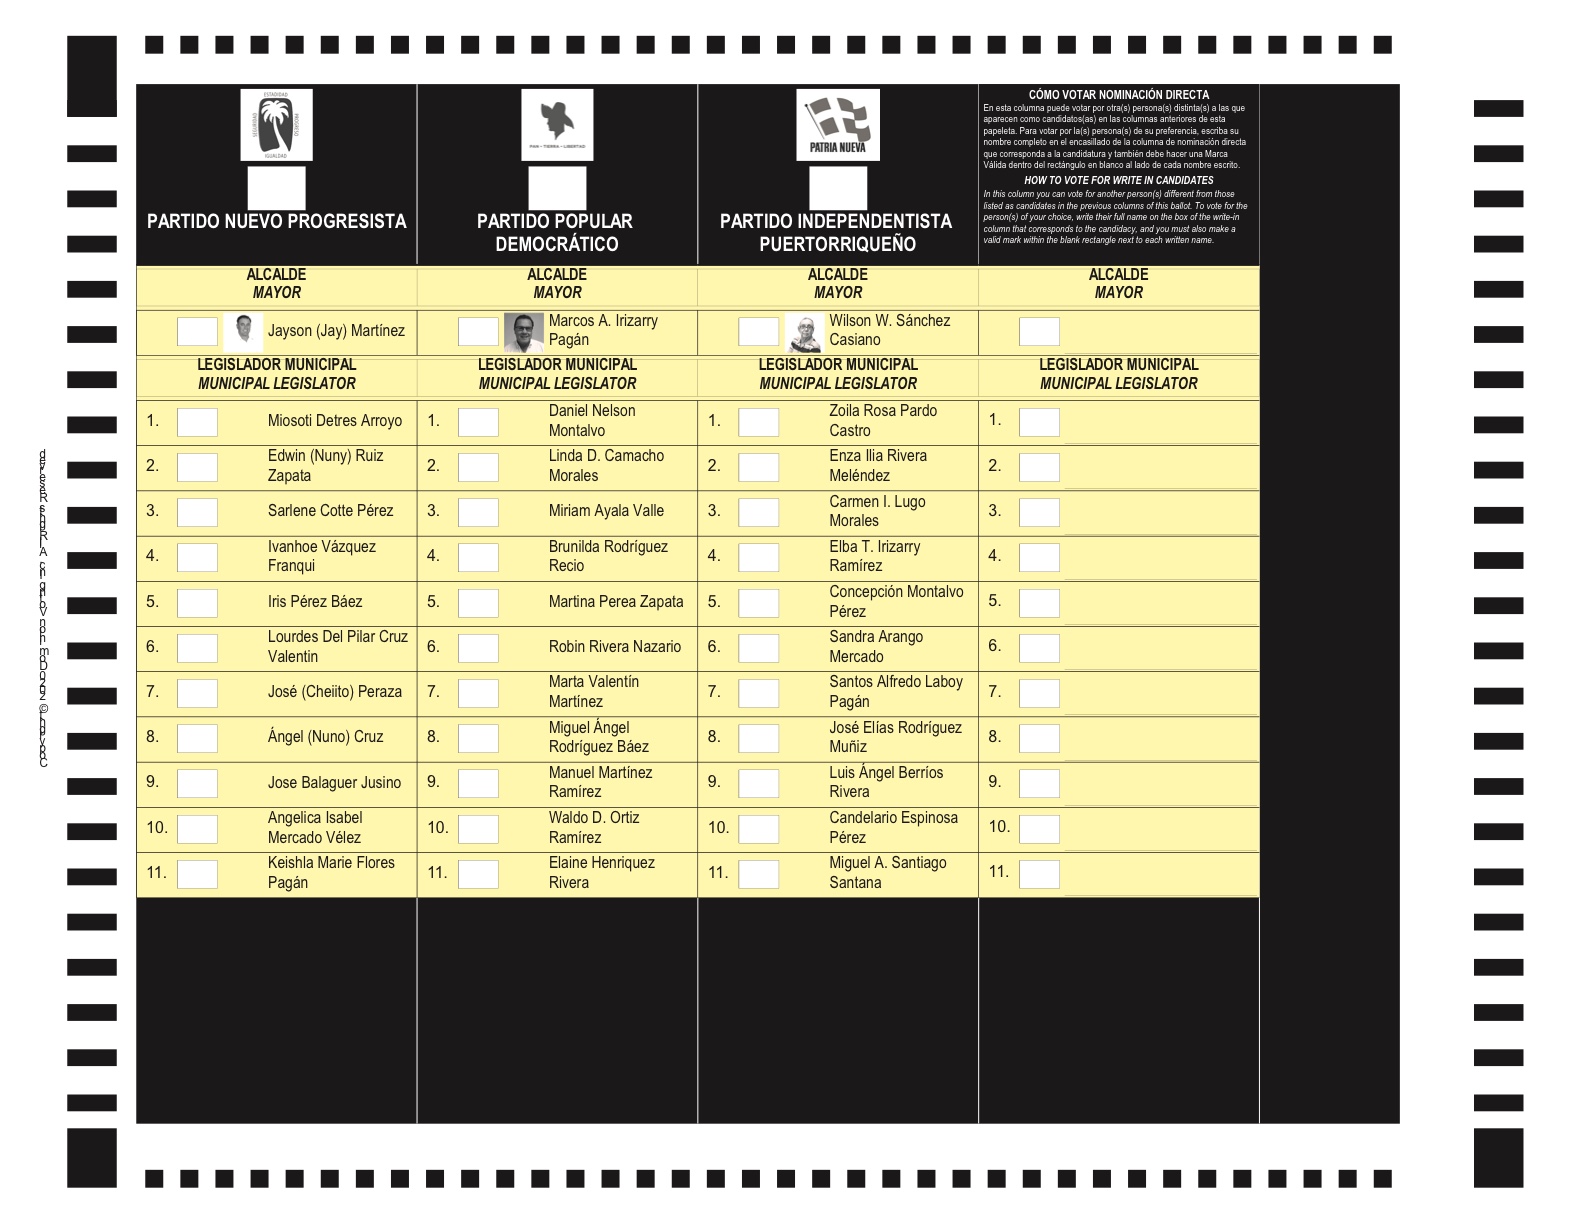 ESTADIDAD
SEGURIDAD
PROGRESO
IGUALDAD
PARTIDO NUEVO PROGRESISTA
PAN - TIERRA - LIBERTAD
PARTIDO POPULAR
DEMOCRÁTICO
PATRIA NUEVA
PARTIDO INDEPENDENTISTA
PUERTORRIQUEÑO
CÓMO VOTAR NOMINACIÓN DIRECTA
En esta columna puede votar por otra(s) persona(s) distinta(s) a las que
aparecen como candidatos(as) en las columnas anteriores de esta
papeleta. Para votar por la(s) persona(s) de su preferencia, escriba su
nombre completo en el encasillado de la columna de nominación directa
que corresponda a la candidatura y también debe hacer una Marca
Válida dentro del rectángulo en blanco al lado de cada nombre escrito.
HOW TO VOTE FOR WRITE IN CANDIDATES
In this column you can vote for another person(s) different from those
listed as candidates in the previous columns of this ballot. To vote for the
person(s) of your choice, write their full name on the box of the write-in
column that corresponds to the candidacy, and you must also make a
valid mark within the blank rectangle next to each written name.
ALCALDE
MAYOR
Jayson (Jay) Martínez
LEGISLADOR MUNICIPAL
MUNICIPAL LEGISLATOR
1. Miosoti Detres Arroyo
2. Edwin (Nuny) Ruiz
Zapata
3. Sarlene Cotte Pérez
4. Ivanhoe Vázquez
Franqui
5. Iris Pérez Báez
6. Lourdes Del Pilar Cruz
Valentin
7. José (Cheiito) Peraza
8. Ángel (Nuno) Cruz
9. Jose Balaguer Jusino
10. Angelica Isabel
Mercado Vélez
11. Keishla Marie Flores
Pagán
ALCALDE
MAYOR
Marcos A. Irizarry
Pagán
LEGISLADOR MUNICIPAL
MUNICIPAL LEGISLATOR
1. Daniel Nelson
Montalvo
2. Linda D. Camacho
Morales
3. Miriam Ayala Valle
4. Brunilda Rodríguez
Recio
5. Martina Perea Zapata
6. Robin Rivera Nazario
7. Marta Valentín
Martínez
8. Miguel Ángel
Rodríguez Báez
9. Manuel Martínez
Ramírez
10. Waldo D. Ortiz
Ramírez
11. Elaine Henriquez
Rivera
ALCALDE
MAYOR
Wilson W. Sánchez
Casiano
LEGISLADOR MUNICIPAL
MUNICIPAL LEGISLATOR
1. Zoila Rosa Pardo
Castro
2. Enza Ilia Rivera
Meléndez
3. Carmen I. Lugo
Morales
4. Elba T. Irizarry
Ramírez
5. Concepción Montalvo
Pérez
6. Sandra Arango
Mercado
7. Santos Alfredo Laboy
Pagán
8. José Elías Rodríguez
Muñiz
9. Luis Ángel Berríos
Rivera
10. Candelario Espinosa
Pérez
11. Miguel A. Santiago
Santana
ALCALDE
MAYOR
LEGISLADOR MUNICIPAL
MUNICIPAL LEGISLATOR
1.
2.
3.
4.
5.
6.
7.
8.
9.
10.
11.